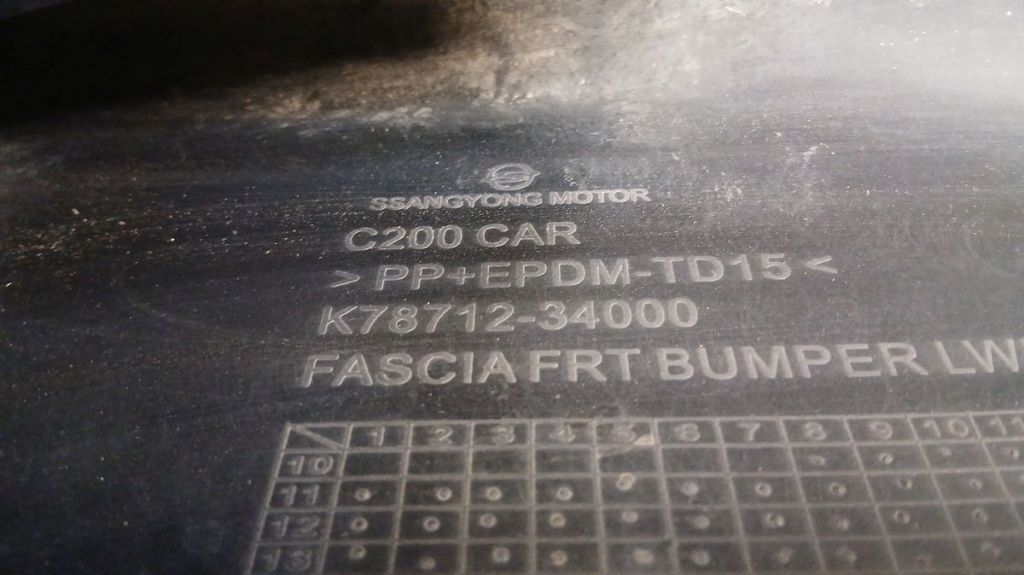 SSANGYONG MOTOR
C200 CAR
>PP+EPDM-TD15<
K78712-34000
FASCIA FRT BUMPER LW
1 2 3 4 5 6 7 8 9 10 11
10
11
12
13